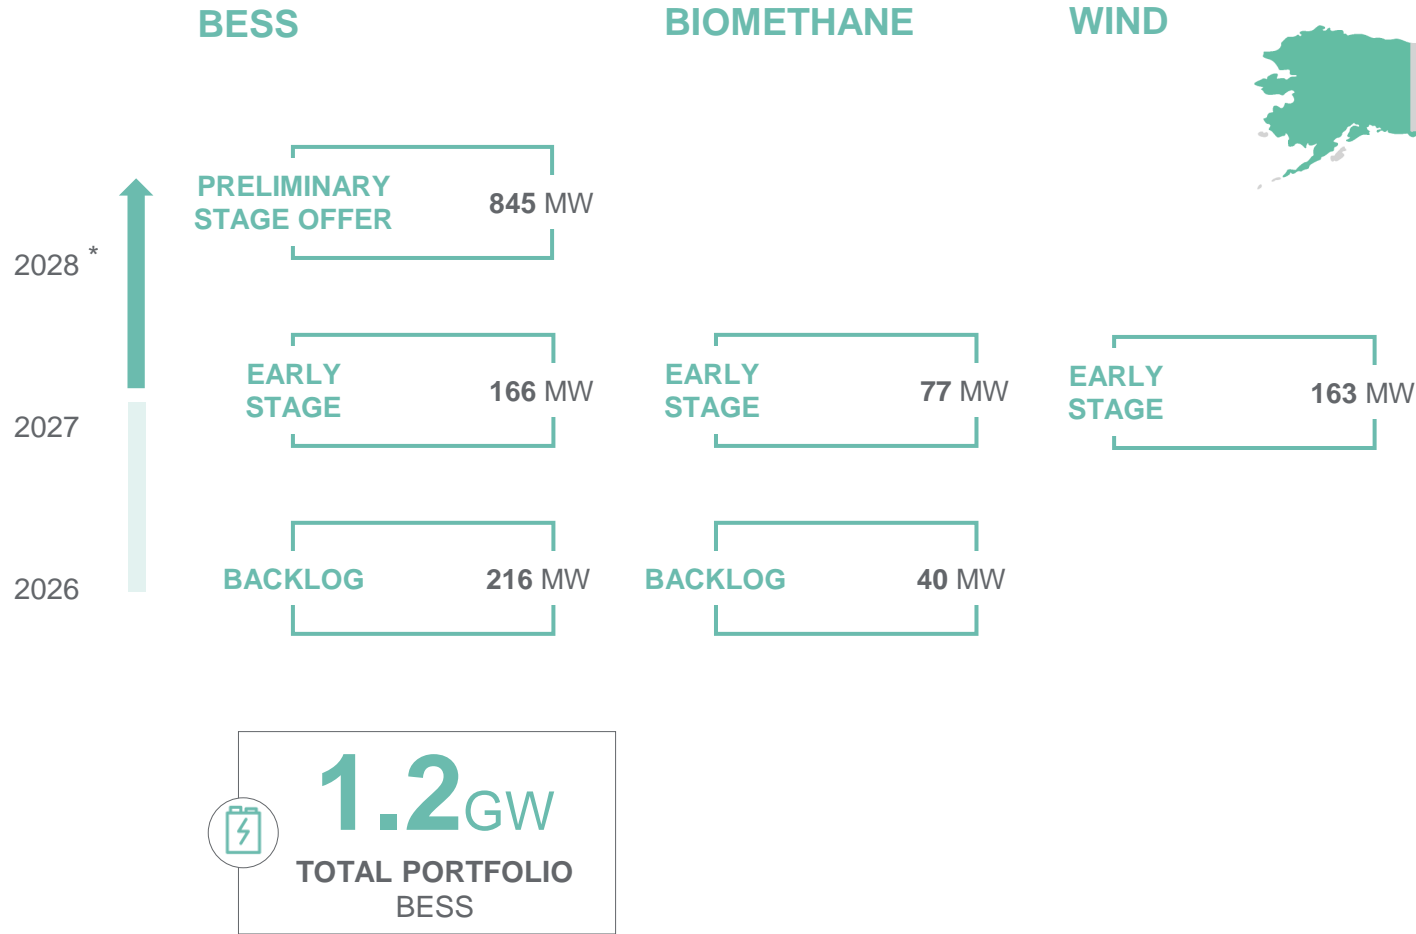 BESS
BIOMETHANE
WIND
PRELIMINARY
STAGE OFFER
845 MW
2028 *
EARLY
STAGE
166 MW
EARLY
STAGE
77 MW
EARLY
STAGE
163 MW
2027
BACKLOG
216 MW
BACKLOG
40 MW
2026
1.2GW
TOTAL PORTFOLIO
BESS